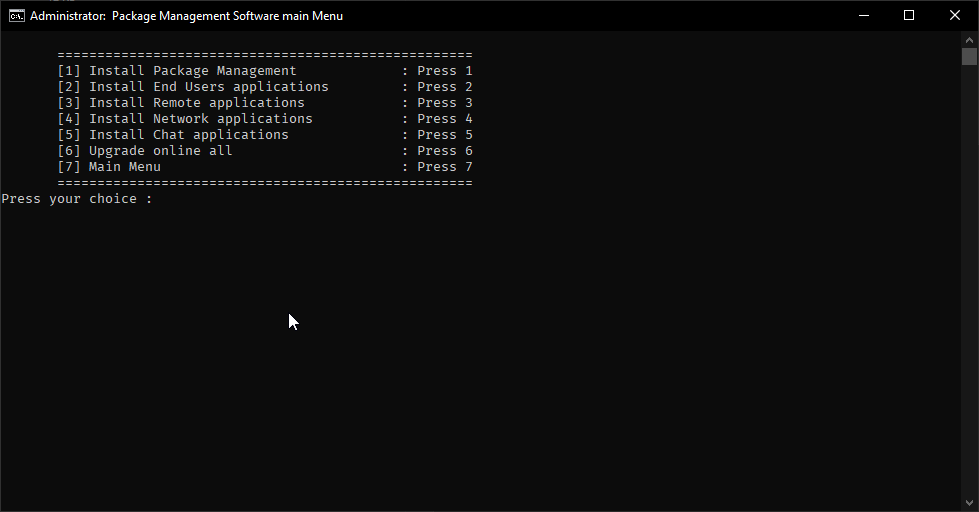 Administrator:  Package Management Software main Menu
====================================================
[1] Install Package Management             : Press 1
[2] Install End Users applications         : Press 2
[3] Install Remote applications            : Press 3
[4] Install Network applications           : Press 4
[5] Install Chat applications              : Press 5
[6] Upgrade online all                     : Press 6
[7] Main Menu                              : Press 7
====================================================
Press your choice :